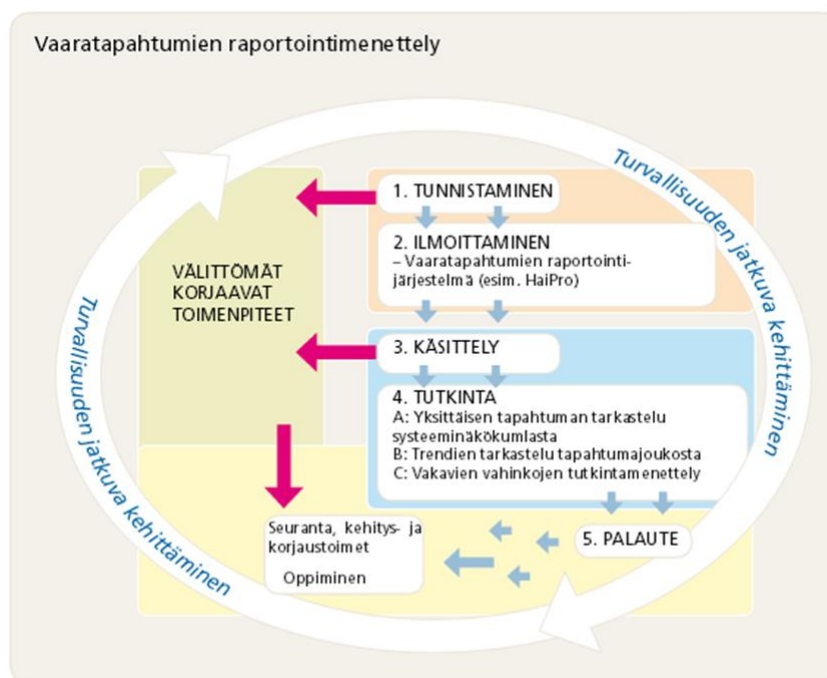 Vaaratapahtumien raportointimenettely
Turvallisuuden jatkuva kehittäminen
1. TUNNISTAMINEN
2. ILMOITTAMINEN
– Vaaratapahtumien raportointi-
järjestelmä (esim. HaiPro)
VÄLITTÖMÄT
KORJAAVAT
TOIMENPITEET
3. KÄSITTELY
4. TUTKINTA
A: Yksittäisen tapahtuman tarkastelu
systeeminäkökumlasta
B: Trendien tarkastelu tapahtumajoukosta
C: Vakavien vahinkojen tutkintamenettely
5. PALAUTE
Seuranta, kehitys- ja
korjaustoimet
Oppiminen
Turvallisuuden jatkuva kehittäminen